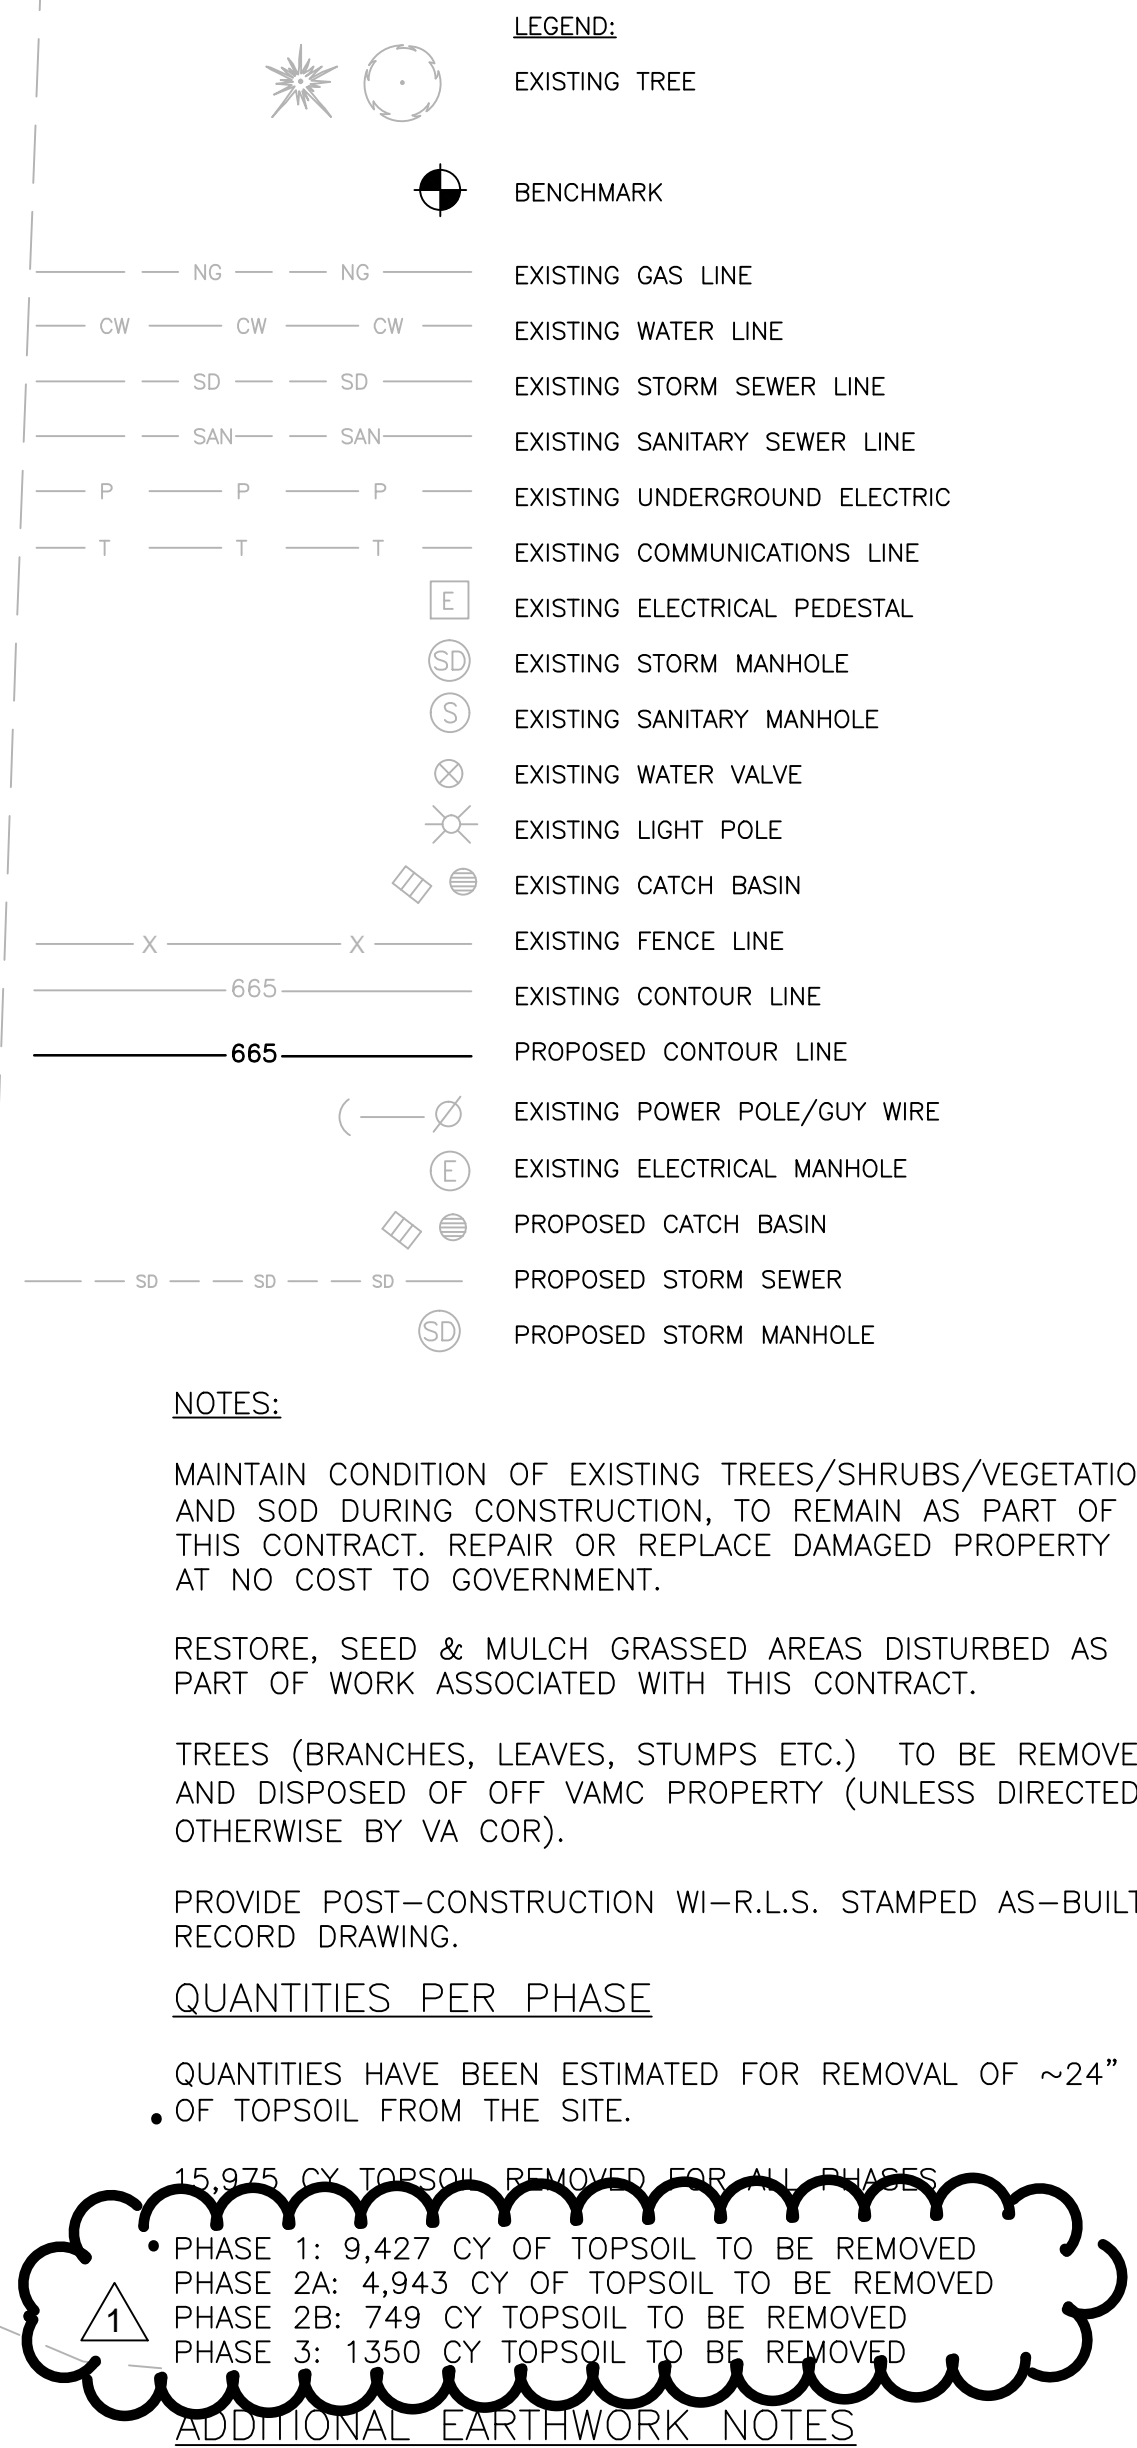 LEGEND:
EXISTING TREE
BENCHMARK
NG NG EXISTING GAS LINE
CW CW CW EXISTING WATER LINE
SD SD EXISTING STORM SEWER LINE
SAN SAN EXISTING SANITARY SEWER LINE
P P P EXISTING UNDERGROUND ELECTRIC
T T T EXISTING COMMUNICATIONS LINE
E EXISTING ELECTRICAL PEDESTAL
SD EXISTING STORM MANHOLE
S EXISTING SANITARY MANHOLE
EXISTING WATER VALVE
EXISTING LIGHT POLE
EXISTING CATCH BASIN
X X EXISTING FENCE LINE
665 EXISTING CONTOUR LINE
665 PROPOSED CONTOUR LINE
EXISTING POWER POLE/GUY WIRE
E EXISTING ELECTRICAL MANHOLE
PROPOSED CATCH BASIN
SD SD SD PROPOSED STORM SEWER
SD PROPOSED STORM MANHOLE
NOTES:
MAINTAIN CONDITION OF EXISTING TREES/SHRUBS/VEGETATIO
AND SOD DURING CONSTRUCTION, TO REMAIN AS PART OF
THIS CONTRACT. REPAIR OR REPLACE DAMAGED PROPERTY
AT NO COST TO GOVERNMENT.
RESTORE, SEED & MULCH GRASSED AREAS DISTURBED AS
PART OF WORK ASSOCIATED WITH THIS CONTRACT.
TREES (BRANCHES, LEAVES, STUMPS ETC.) TO BE REMOVE
AND DISPOSED OF OFF VAMC PROPERTY (UNLESS DIRECTED
OTHERWISE BY VA COR).
PROVIDE POST-CONSTRUCTION WI-R.L.S. STAMPED AS-BUILT
RECORD DRAWING.
QUANTITIES PER PHASE
QUANTITIES HAVE BEEN ESTIMATED FOR REMOVAL OF ~24"
• OF TOPSOIL FROM THE SITE.
15,975 CY TOPSOIL REMOVED FOR ALL PHASES
• PHASE 1: 9,427 CY OF TOPSOIL TO BE REMOVED
PHASE 2A: 4,943 CY OF TOPSOIL TO BE REMOVED
1 PHASE 2B: 749 CY TOPSOIL TO BE REMOVED
PHASE 3: 1350 CY TOPSOIL TO BE REMOVED
ADDITIONAL EARTHWORK NOTES